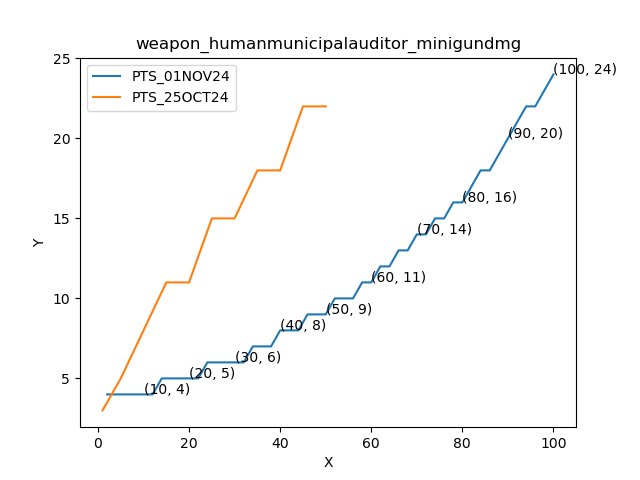 weapon_humanmunicipalauditor_minigundmg
PTS_01NOV24
PTS_25OCT24
(100, 24)
(90, 20)
(80, 16)
(70, 14)
(60, 11)
(50, 9)
(40, 8)
(30, 6)
(20, 5)
(10, 4)
25
20
15
10
5
Y
0 20 40 60 80 100
X